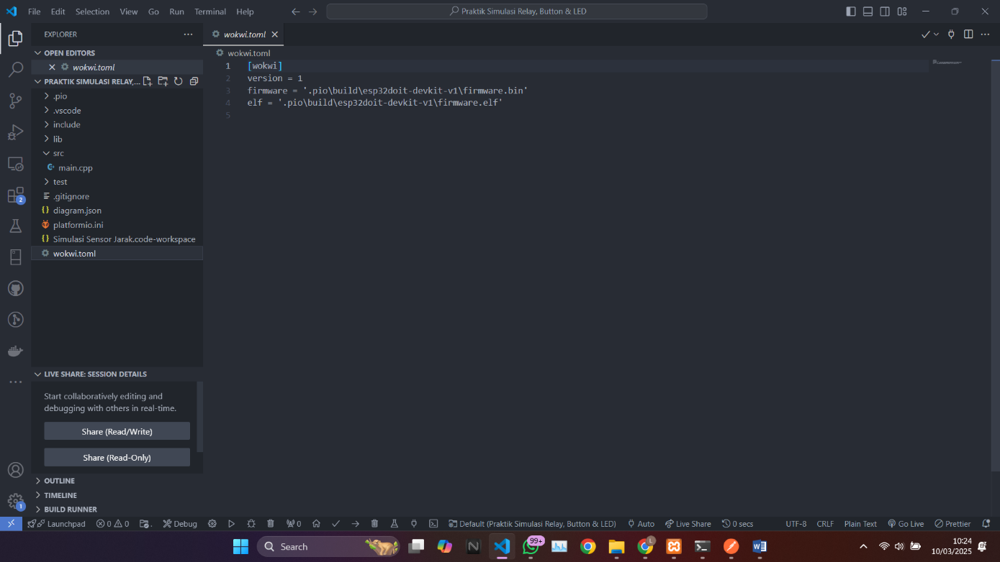 File Edit Selection View Go Run Terminal Help
Praktik Simulasi Relay, Button & LED
EXPLORER
wokwi.toml
OPEN EDITORS
wokwi.toml
PRAKTIK SIMULASI RELAY,...
.pio
.vscode
include
lib
src
main.cpp
test
.gitignore
diagram.json
platformio.ini
Simulasi Sensor Jarak.code-workspace
wokwi.toml
2
wokwi.toml
1 [wokwi]
2 version = 1
3 firmware = '.pio\build\esp32doit-devkit-v1\firmware.bin'
4 elf = '.pio\build\esp32doit-devkit-v1\firmware.elf'
5
LIVE SHARE: SESSION DETAILS
Start collaboratively editing and
debugging with others in real-time.
Share (Read/Write)
Share (Read-Only)
OUTLINE
TIMELINE
BUILD RUNNER
1
Launchpad 0 0 Debug 0 Default (Praktik Simulasi Relay, Button & LED) Auto Live Share 0 secs UTF-8 CRLF Plain Text Go Live Prettier
Search
99+
L
10:24
10/03/2025